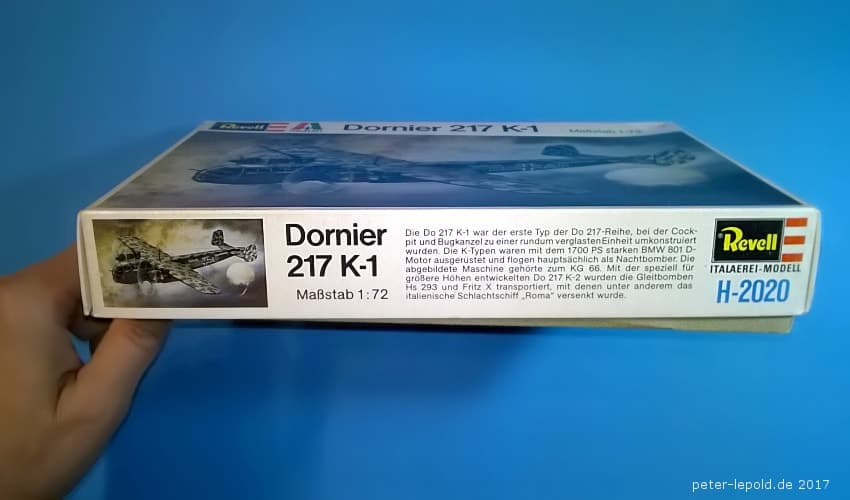 Revell
Dornier 217 K-1
Maßstab 1:72
Dornier
217 K-1
Maßstab 1:72
Die Do 217 K-1 war der erste Typ der Do 217-Reihe, bei der Cock-
pit und Bugkanzel zu einer rundum verglasten Einheit umkonstruiert
wurden. Die K-Typen waren mit dem 1700 PS starken BMW 801 D-
Motor ausgerüstet und flogen hauptsächlich als Nachtbomber. Die
abgebildete Maschine gehörte zum KG 66. Mit der speziell für
größere Höhen entwickelten Do 217 K-2 wurden die Gleitbomben
Hs 293 und Fritz X transportiert, mit denen unter anderem das
italienische Schlachtschiff „Roma" versenkt wurde.
Revell
ITALAEREI-MODELL
H-2020
peter-lepold.de 2017